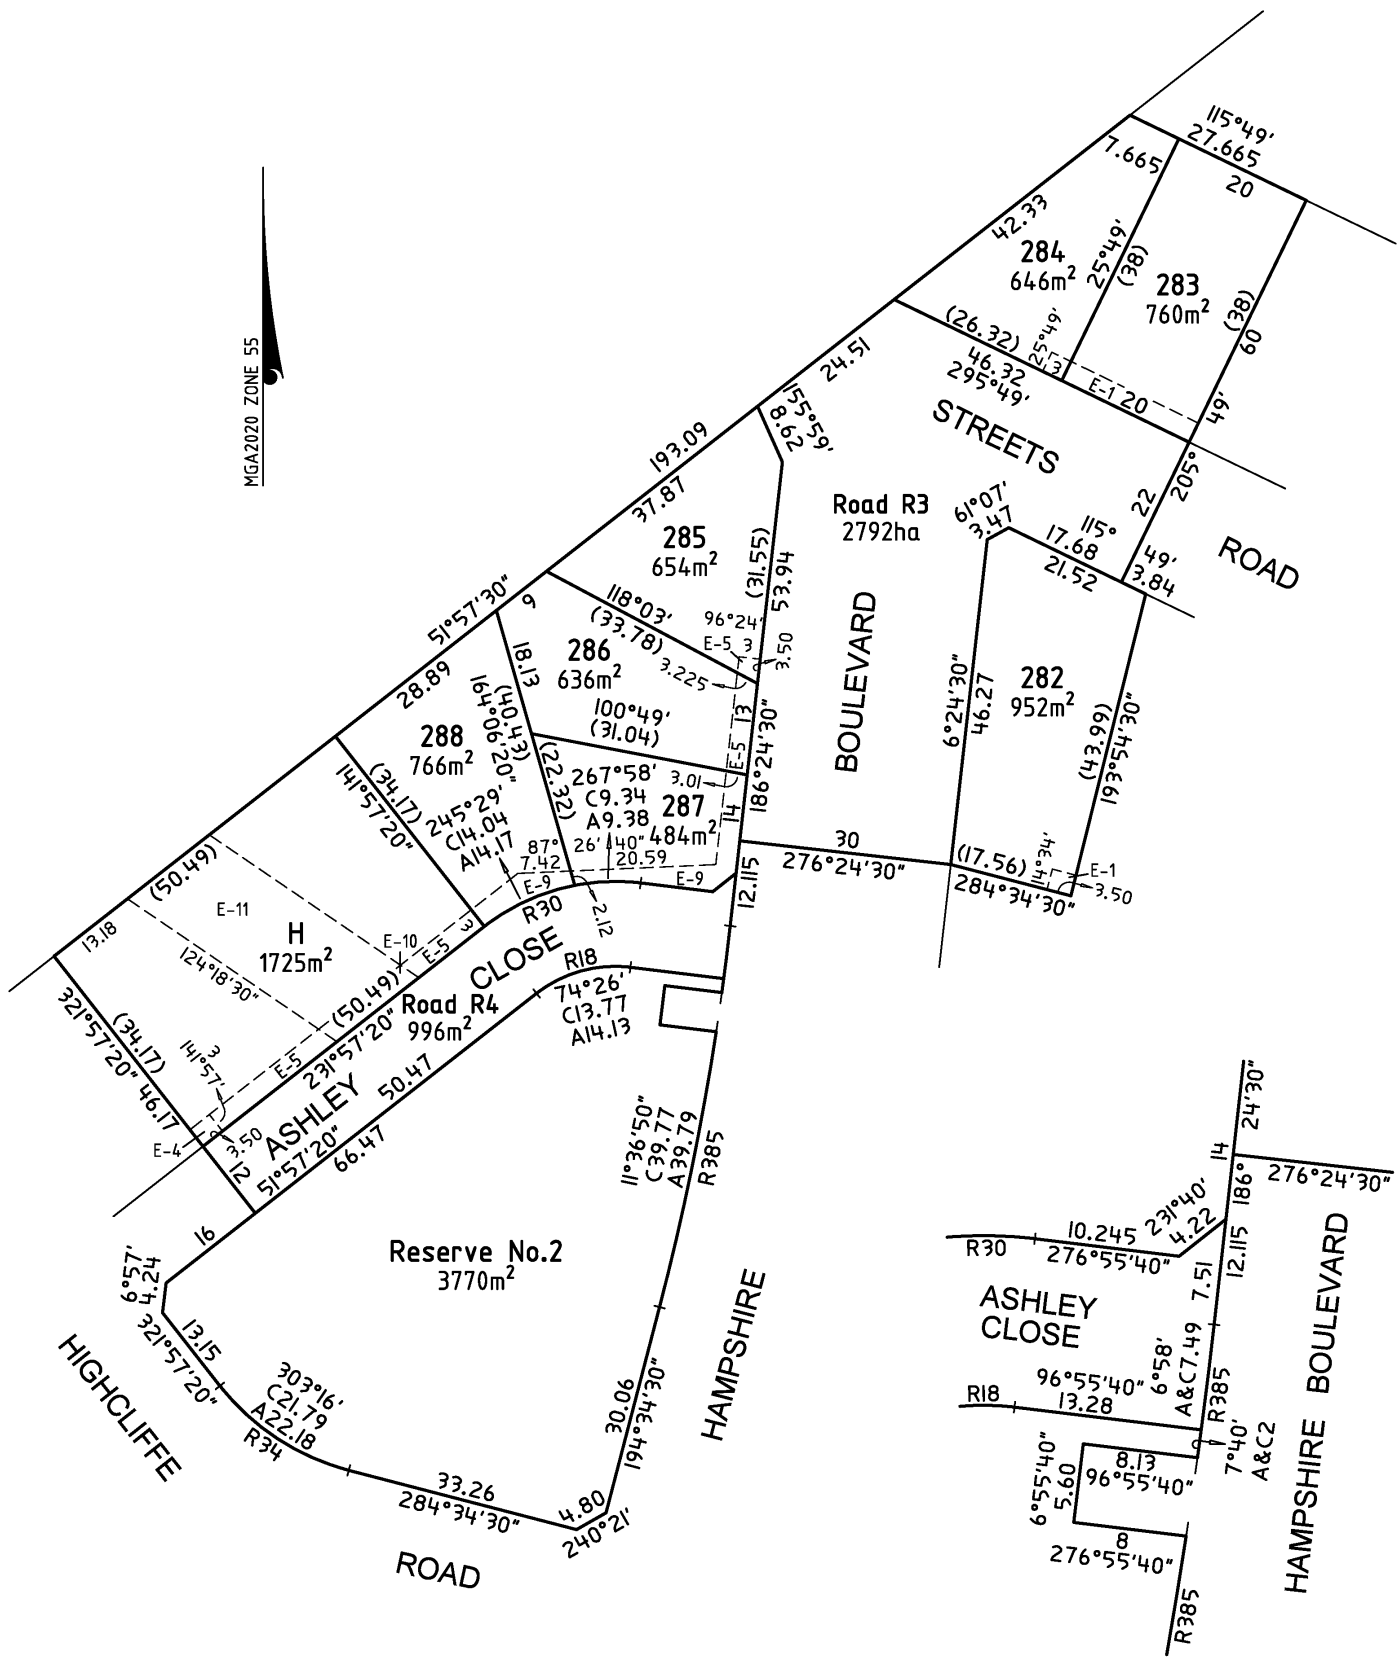 MGA2020 ZONE 55
115°49'
27.665
20
7.665
42.33
284
646m²
25°49'
(38)
283
760m²
(38)
60
49'
205°
22
(26.32)
46.32
295°49'
25°49'
3
E-1
20
24.51
STREETS
ROAD
155°59'
8.62
193.09
37.87
285
654m²
(31.55)
53.94
Road R3
2792ha
61°07'
3.47
115°
17.68
21.52
49'
3.84
51°57'30"
9
118°03'
(33.78)
96°24'
E-5
3
3.50
3.225
BOULEVARD
6°24'30"
46.27
282
952m²
(43.99)
193°54'30"
28.89
18.13
286
636m²
(40.43)
164°06'20"
100°49'
(31.04)
13
E-5
186°24'30"
288
766m²
(34.17)
141°57'20"
(22.32)
267°58'
C9.34
A9.38
3.01
287
484m²
14
245°29'
C14.04
A14.17
87°
26'
40"
7.42
20.59
E-9
E-9
R30
2.12
12.115
30
276°24'30"
(17.56)
284°34'30"
14°34'
E-1
3.50
(50.49)
E-11
13.18
H
1725m²
E-10
E-5
3
124°18'30"
(50.49)
CLOSE
R18
74°26'
C13.77
A14.13
Road R4
996m²
231°57'20"
321°57'20"
(34.17)
46.17
3
141°57'
E-5
E-4
3.50
12
ASHLEY
50.47
51°57'20"
66.47
11°36'50"
C39.77
A39.79
R385
16
6°57'
4.24
Reserve No.2
3770m²
13.15
321°57'20"
HIGHCLIFFE
303°16'
C21.79
A22.18
R34
33.26
284°34'30"
4.80
240°21'
30.06
194°34'30"
HAMPSHIRE
ROAD
24'30"
14
186°
276°24'30"
231°40'
4.22
10.245
276°55'40"
R30
7.51
12.115
ASHLEY
CLOSE
6°58'
A&C7.49
R385
96°55'40"
13.28
R18
7°40'
A&C2
8.13
96°55'40"
6°55'40"
5.60
8
276°55'40"
R385
HAMPSHIRE BOULEVARD